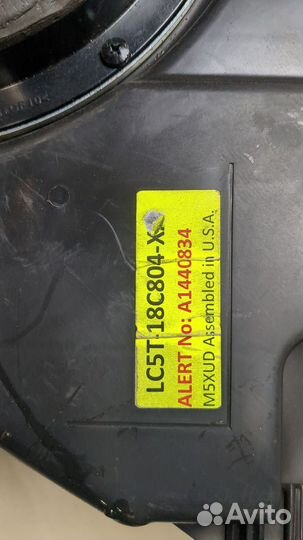 LC5T-18C804-X
ALERT No: A1440834
M5XUD Assembled in U.S.A.
Avito